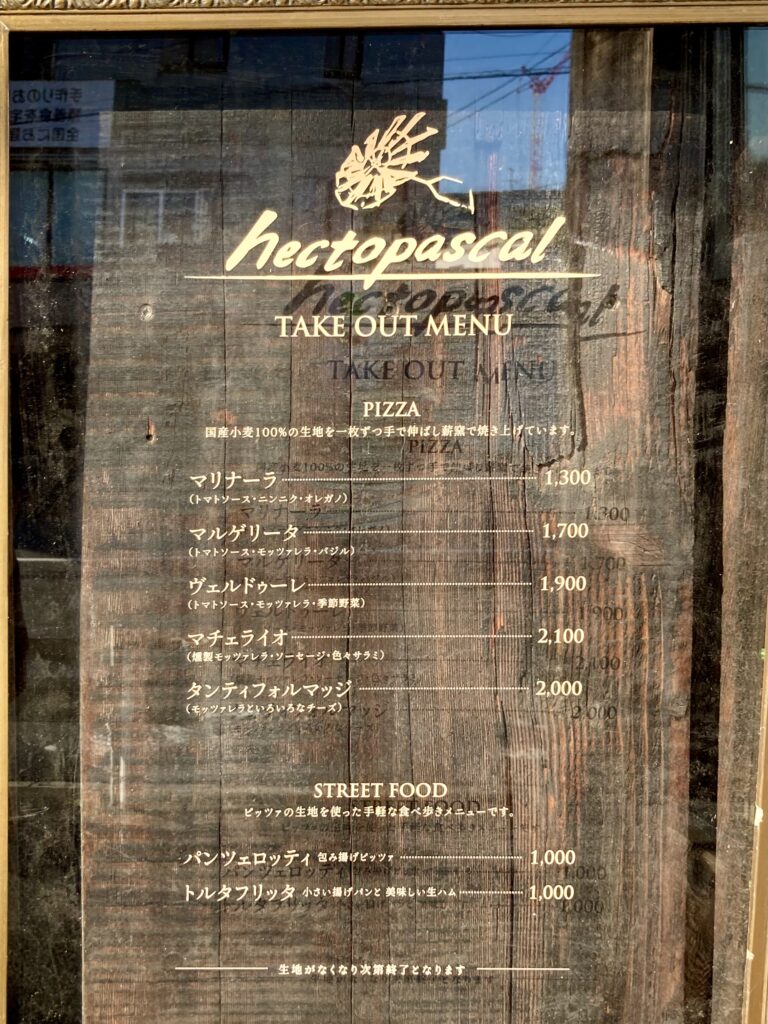 手作りのお
全国にお届
hectopascal
TAKE OUT MENU
PIZZA
国産小麦100%の生地を一枚ずつ手で伸ばし薪窯で焼き上げています。
マリナーラ 1,300
(トマトソース・ニンニク・オレガノ)
マルゲリータ 1,700
(トマトソース・モッツァレラ・バジル)
ヴェルドゥーレ 1,900
(トマトソース・モッツァレラ・季節野菜)
マチェライオ 2,100
(燻製モッツァレラ・ソーセージ・色々サラミ)
タンティフォルマッジ 2,000
(モッツァレラといろいろなチーズ)
STREET FOOD
ピッツァの生地を使った手軽な食べ歩きメニューです。
パンツェロッティ 包み揚げピッツァ 1,000
トルタフリッタ 小さい揚げパンと 美味しい生ハム 1,000
生地がなくなり次第終了となります